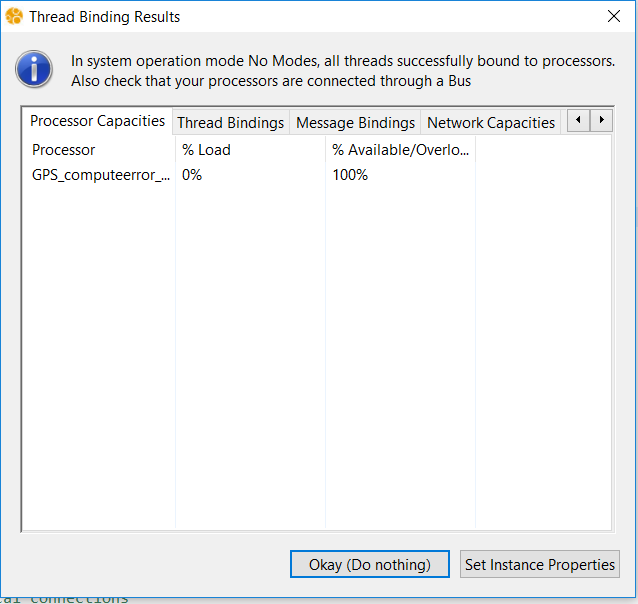 Thread Binding Results
In system operation mode No Modes, all threads successfully bound to processors.
Also check that your processors are connected through a Bus
Processor Capacities Thread Bindings Message Bindings Network Capacities
Processor % Load % Available/Overlo...
GPS_computeerror_... 0% 100%
Okay (Do nothing) Set Instance Properties
connections